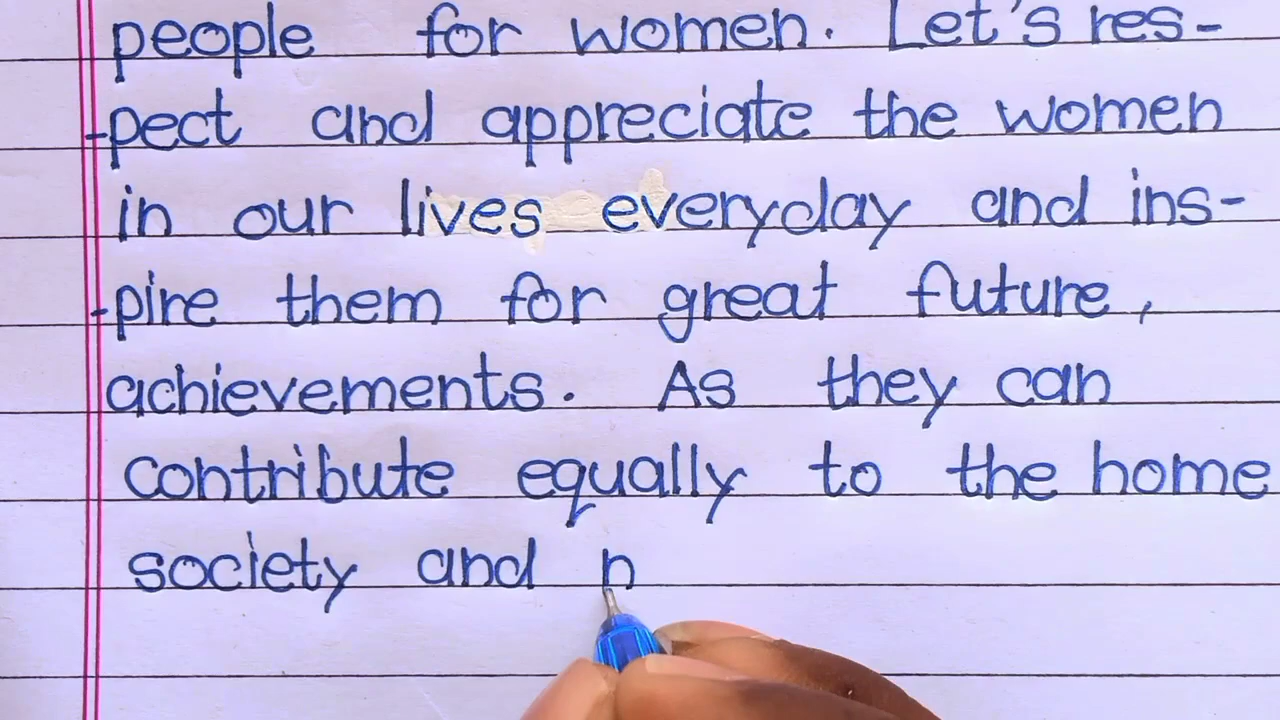 people for women. Let's res-
-pect and appreciate the women
in our lives everyday and ins-
-pire them for great future,
achievements. As they can
contribute equally to the home
society and n